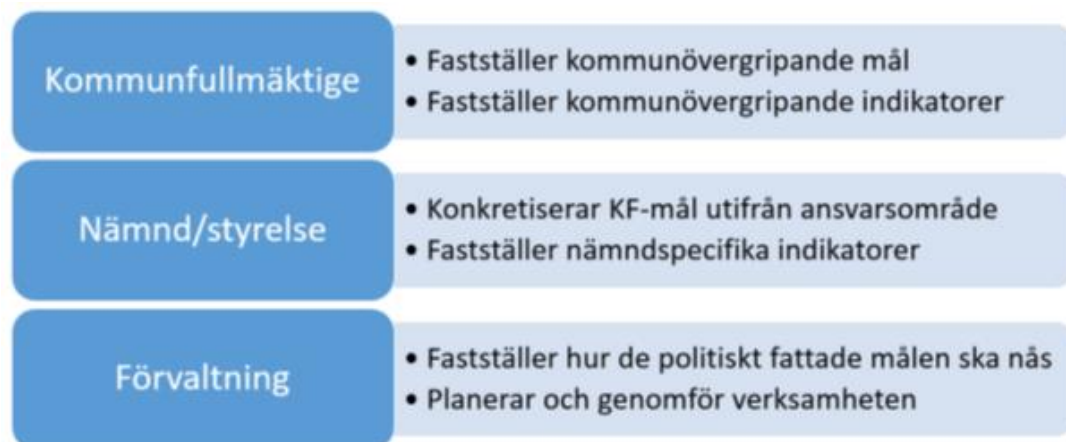 Kommunfullmäktige
• Fastställer kommunövergripande mål
• Fastställer kommunövergripande indikatorer
Nämnd/styrelse
• Konkretiserar KF-mål utifrån ansvarsområde
• Fastställer nämndspecifika indikatorer
Förvaltning
• Fastställer hur de politiskt fattade målen ska nås
• Planerar och genomför verksamheten